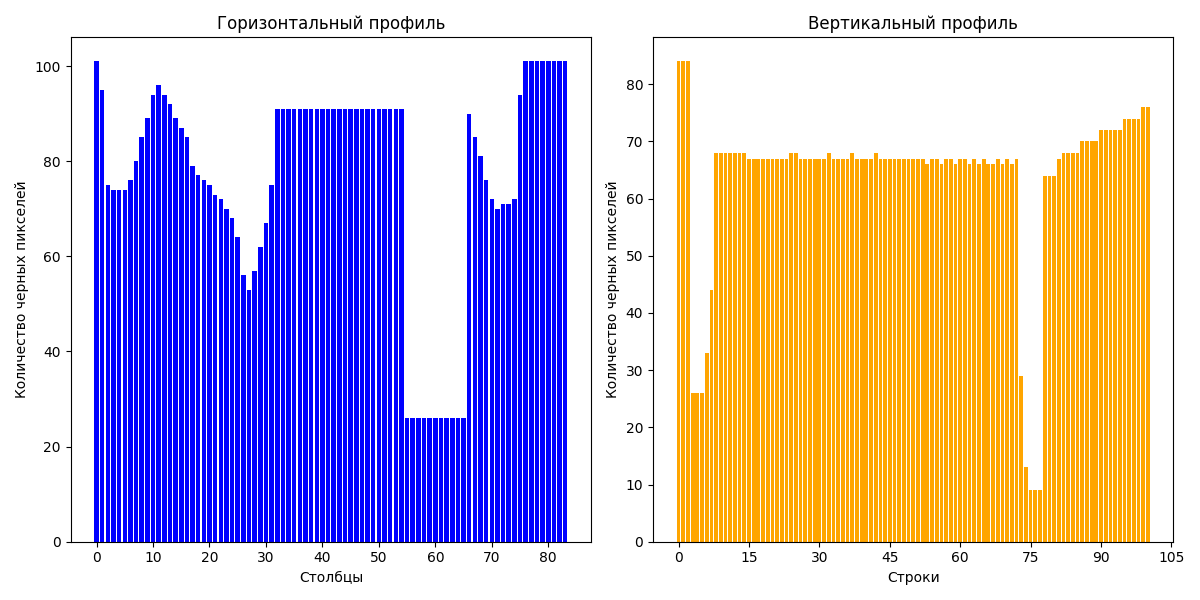 Горизонтальный профиль
Количество черных пикселей
100
80
60
40
20
0
0 10 20 30 40 50 60 70 80
Столбцы
Вертикальный профиль
Количество черных пикселей
80
70
60
50
40
30
20
10
0
0 15 30 45 60 75 90 105
Строки